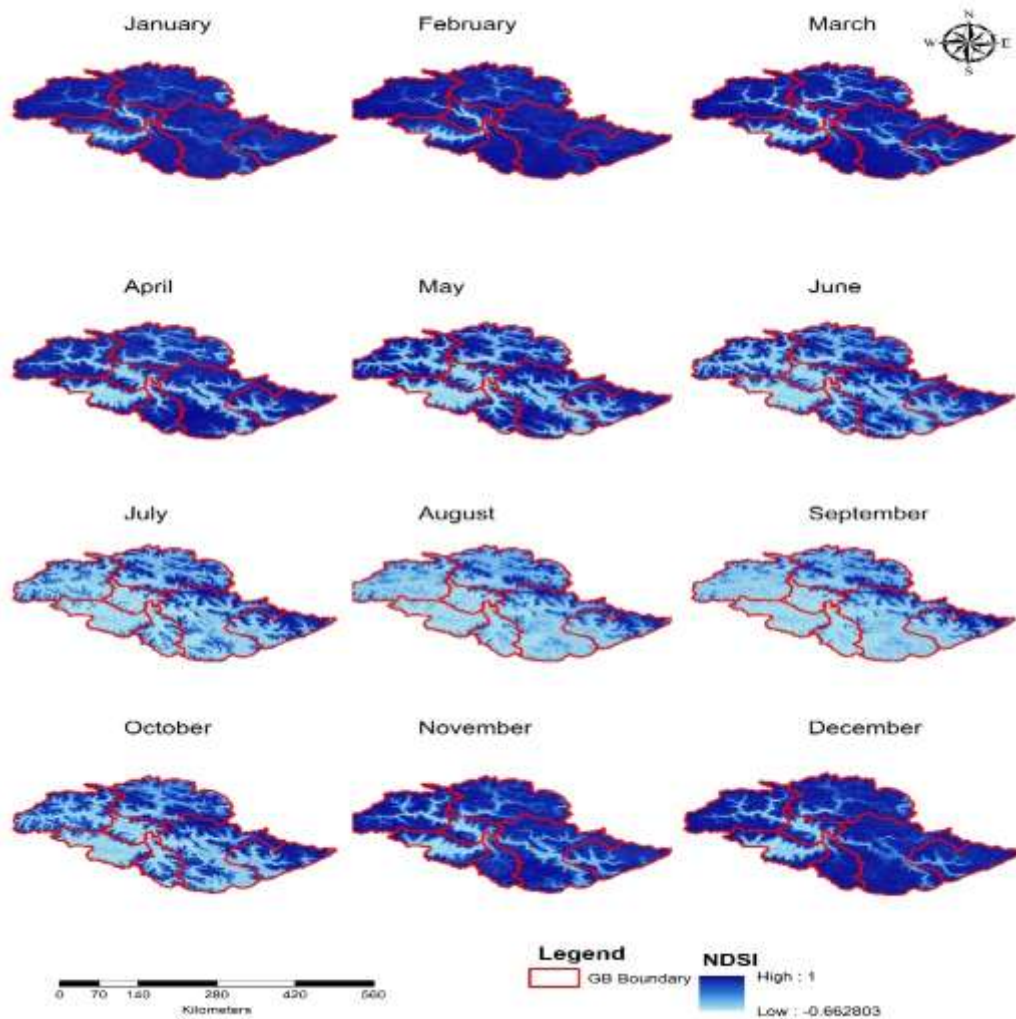 January February March
N
W E
S
April May June
July August September
October November December
Legend NDSI
GB Boundary High : 1
Low : -0.662803
0 70 140 280 420 560
Kilometers